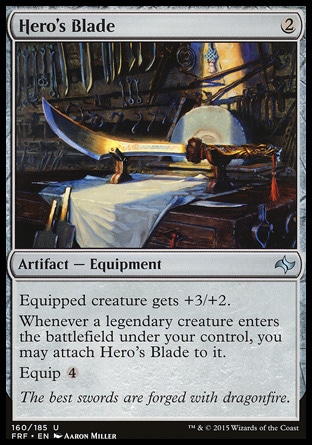 Hero's Blade 2
Artifact — Equipment
Equipped creature gets +3/+2.
Whenever a legendary creature enters
the battlefield under your control, you
may attach Hero's Blade to it.
Equip 4
The best swords are forged with dragonfire.
160/185 U
FRF • EN Aaron Miller
™ & © 2015 Wizards of the Coast